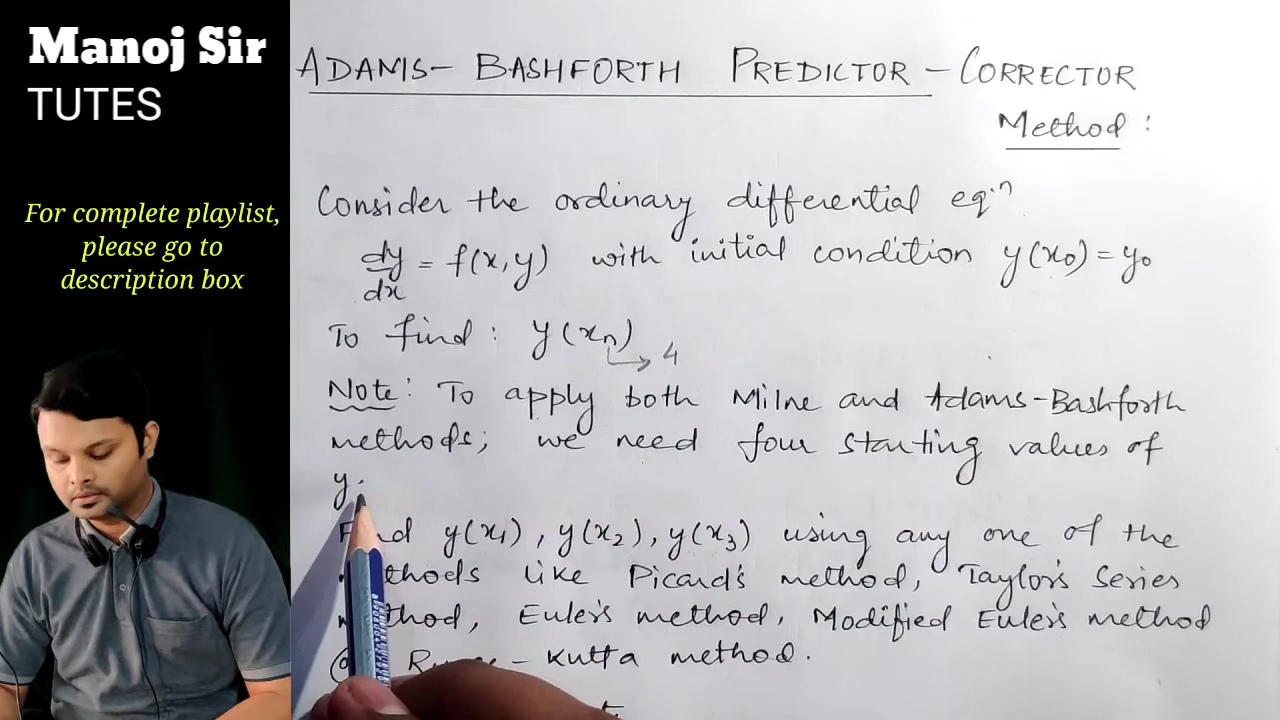 Manoj Sir
TUTES
For complete playlist,
please go to
description box
ADAMS- BASHFORTH PREDICTOR - CORRECTOR
Method :
Consider the ordinary differential eqⁿ
dy/dx = f(x,y) with initial condition y(x₀) = y₀
To find : y(xₙ)
4
Note: To apply both Milne and Adams-Bashforth
methods; we need four starting values of
y.
y(x₁), y(x₂), y(x₃) using any one of the
like Picard's method, Taylor's Series
Euler's method, Modified Euler's method
Kutta method.